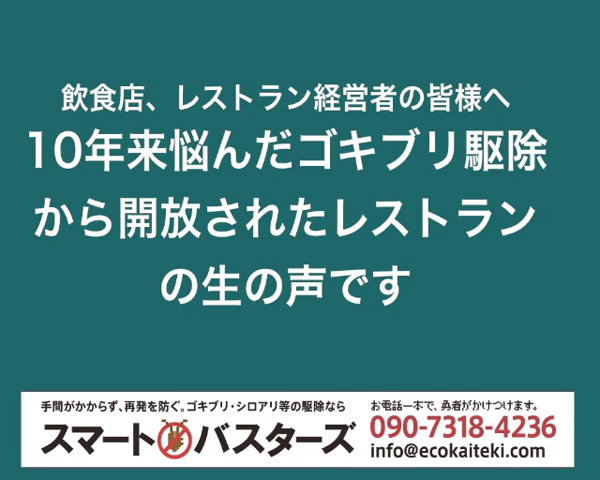 飲食店、レストラン経営者の皆様へ
10年来悩んだゴキブリ駆除
から開放されたレストラン
の生の声です
手間がかからず、再発を防ぐ。ゴキブリ・シロアリ等の駆除なら
スマートバスターズ
お電話一本で、勇者がかけつけます。
090-7318-4236
info@ecokaiteki.com